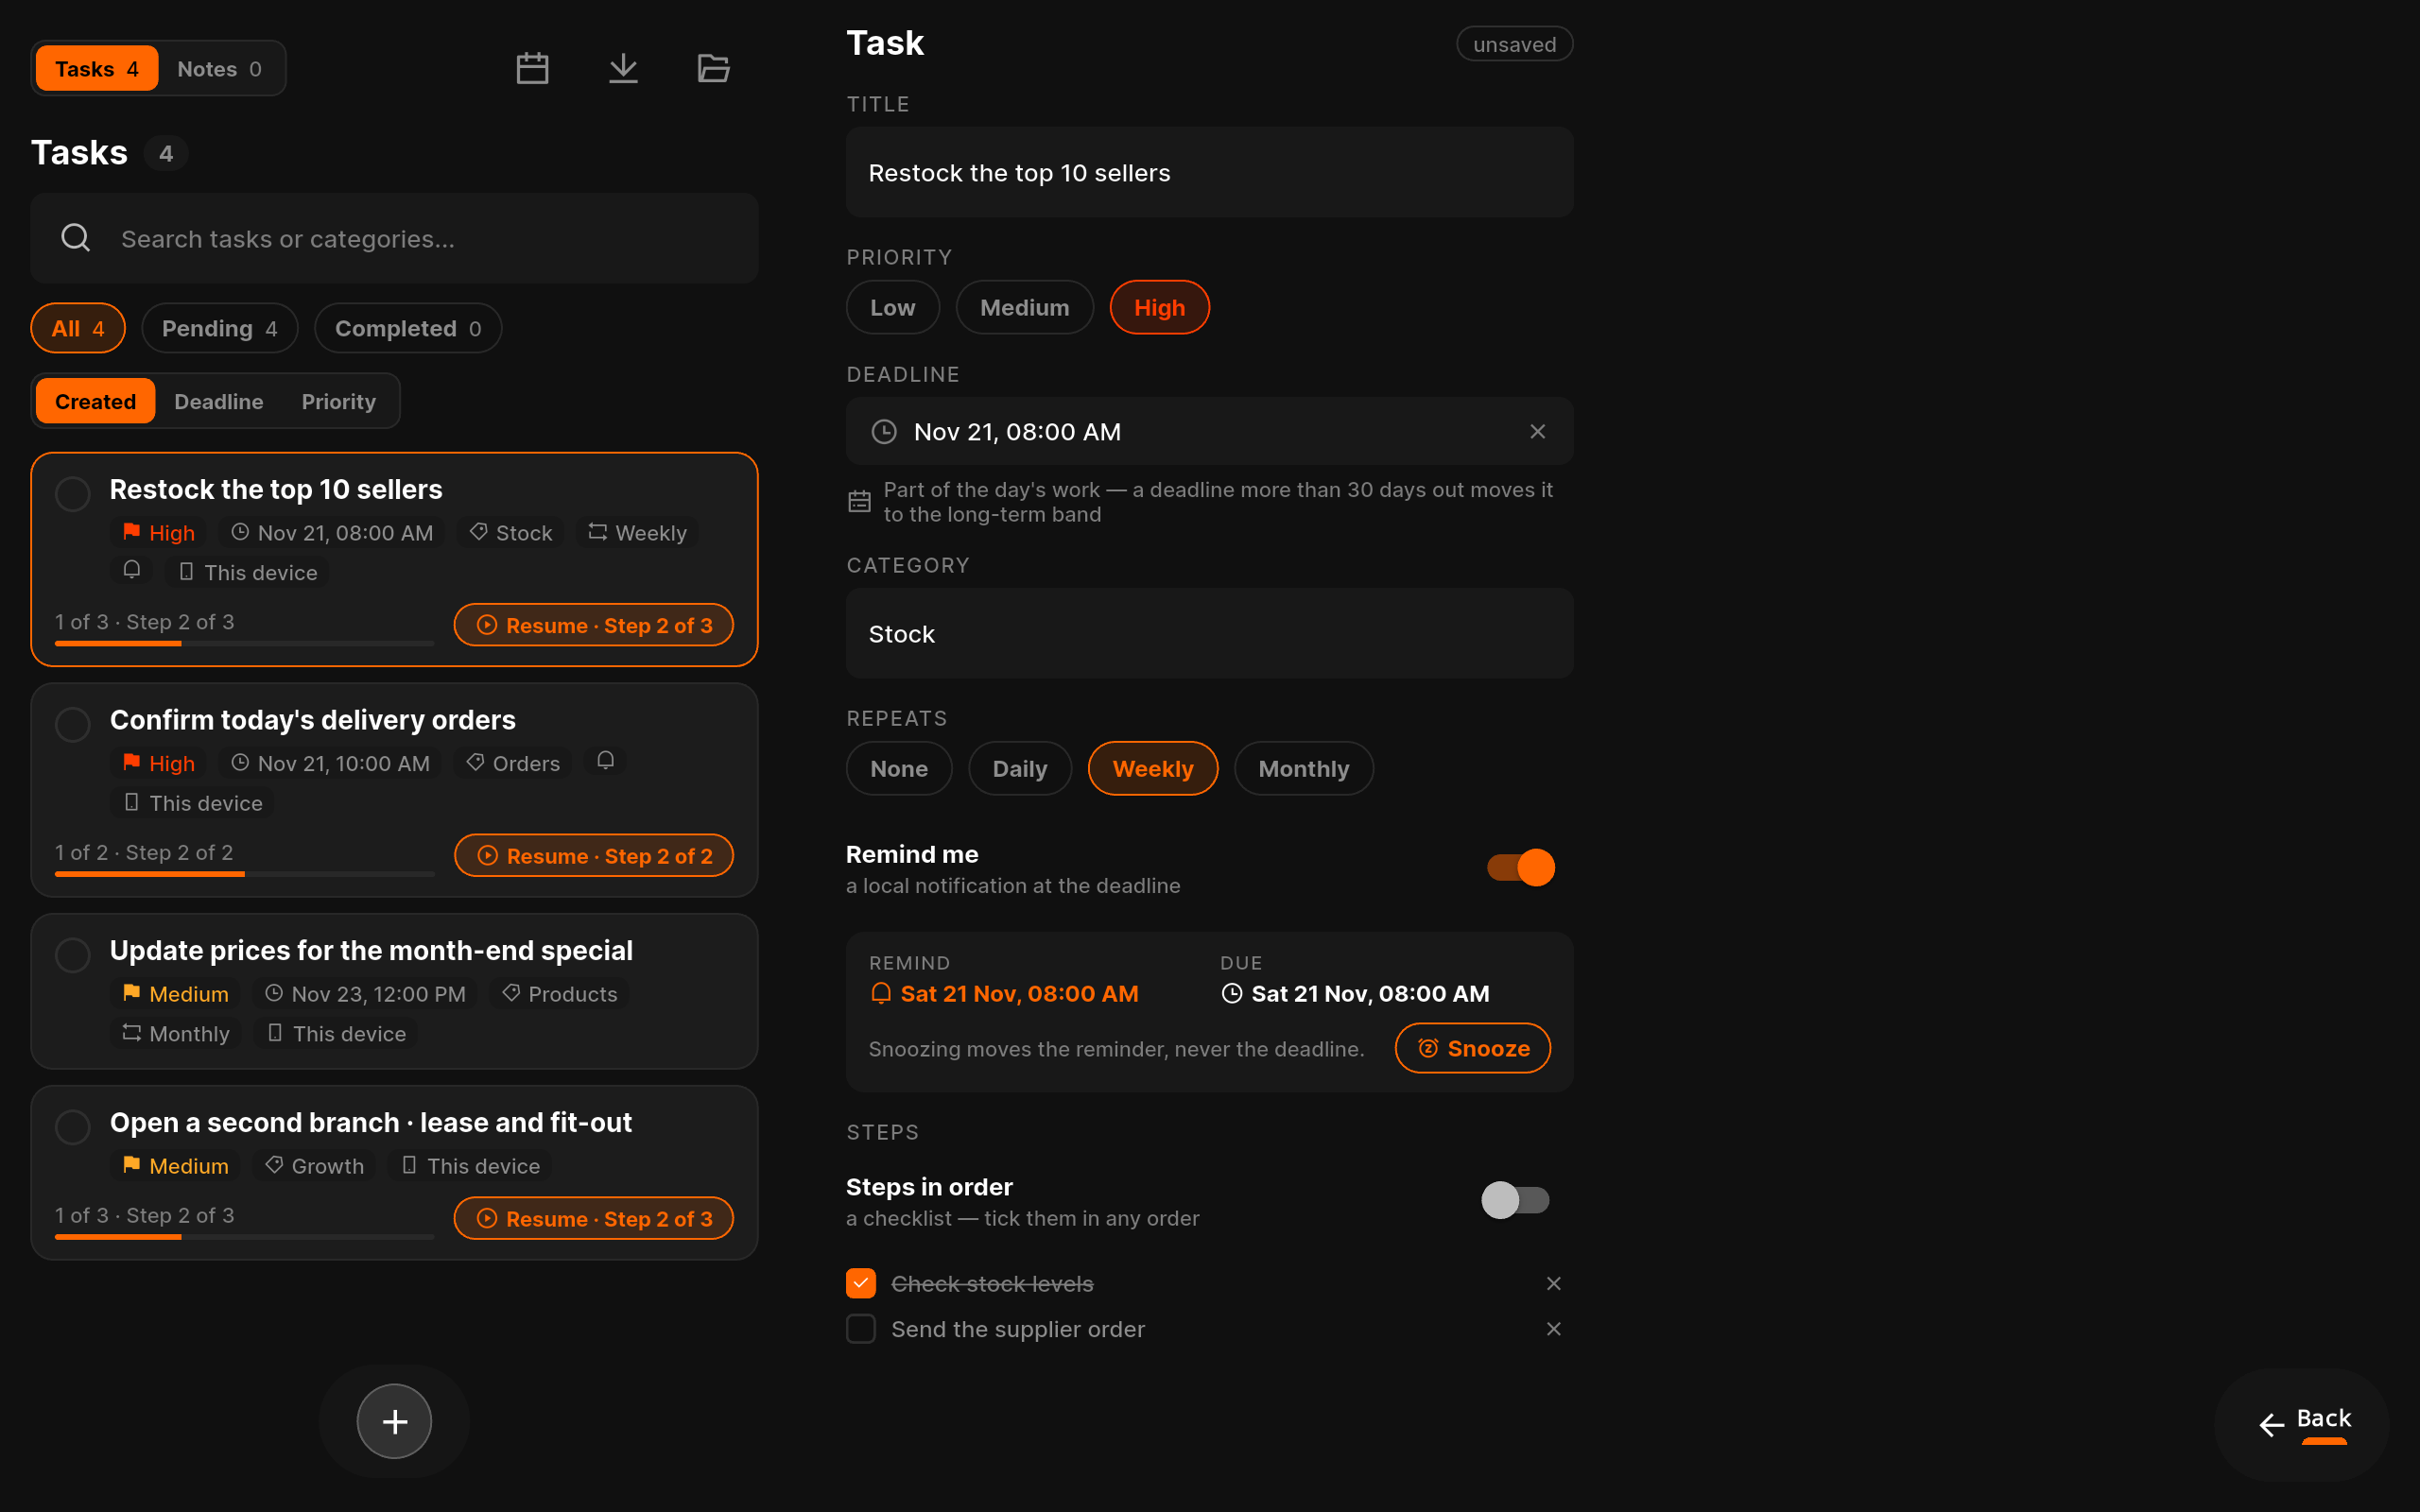 Tasks 4 Notes 0
Tasks 4
Search tasks or categories...
All 4 Pending 4 Completed 0
Created Deadline Priority
Restock the top 10 sellers
High Nov 21, 08:00 AM Stock Weekly
This device
1 of 3 · Step 2 of 3 Resume · Step 2 of 3
Confirm today's delivery orders
High Nov 21, 10:00 AM Orders
This device
1 of 2 · Step 2 of 2 Resume · Step 2 of 2
Update prices for the month-end special
Medium Nov 23, 12:00 PM Products
Monthly This device
Open a second branch · lease and fit-out
Medium Growth This device
1 of 3 · Step 2 of 3 Resume · Step 2 of 3
Task unsaved
TITLE
Restock the top 10 sellers
PRIORITY
Low Medium High
DEADLINE
Nov 21, 08:00 AM
Part of the day's work — a deadline more than 30 days out moves it
to the long-term band
CATEGORY
Stock
REPEATS
None Daily Weekly Monthly
Remind me
a local notification at the deadline
REMIND DUE
Sat 21 Nov, 08:00 AM Sat 21 Nov, 08:00 AM
Snoozing moves the reminder, never the deadline. Snooze
STEPS
Steps in order
a checklist — tick them in any order
Check stock levels
Send the supplier order
Back